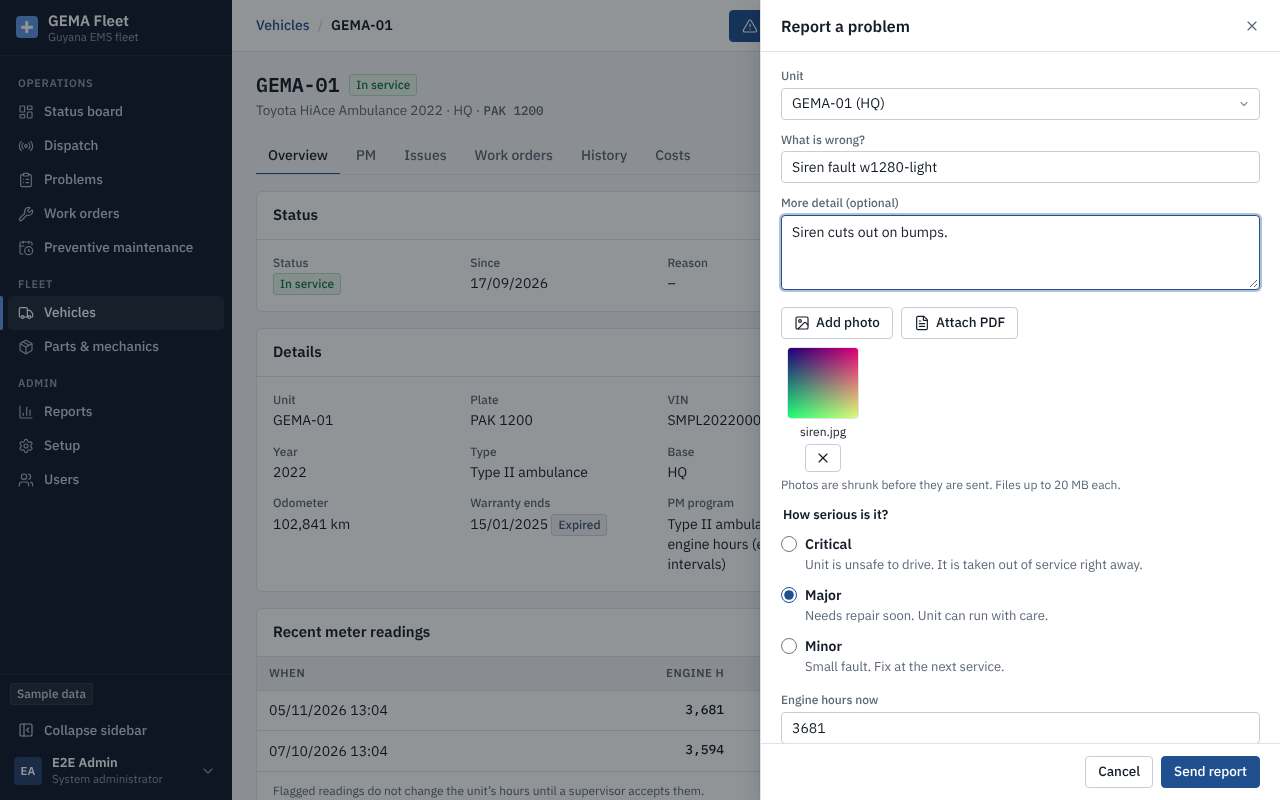 GEMA Fleet
Guyana EMS fleet
OPERATIONS
Status board
Dispatch
Problems
Work orders
Preventive maintenance
FLEET
Vehicles
Parts & mechanics
ADMIN
Reports
Setup
Users
Sample data
Collapse sidebar
EA
E2E Admin
System administrator
Vehicles / GEMA-01
GEMA-01 In service
Toyota HiAce Ambulance 2022 · HQ · PAK 1200
Overview PM Issues Work orders History Costs
Status
Status Since Reason
In service 17/09/2026 –
Details
Unit Plate VIN
GEMA-01 PAK 1200 SMPL2022000
Year Type Base
2022 Type II ambulance HQ
Odometer Warranty ends PM program
102,841 km 15/01/2025 Expired Type II ambula
engine hours (e
intervals)
Recent meter readings
WHEN ENGINE H
05/11/2026 13:04 3,681
07/10/2026 13:04 3,594
Flagged readings do not change the unit's hours until a supervisor accepts them.
Report a problem
Unit
GEMA-01 (HQ)
What is wrong?
Siren fault w1280-light
More detail (optional)
Siren cuts out on bumps.
Add photo Attach PDF
siren.jpg
Photos are shrunk before they are sent. Files up to 20 MB each.
How serious is it?
Critical
Unit is unsafe to drive. It is taken out of service right away.
Major
Needs repair soon. Unit can run with care.
Minor
Small fault. Fix at the next service.
Engine hours now
3681
Cancel Send report